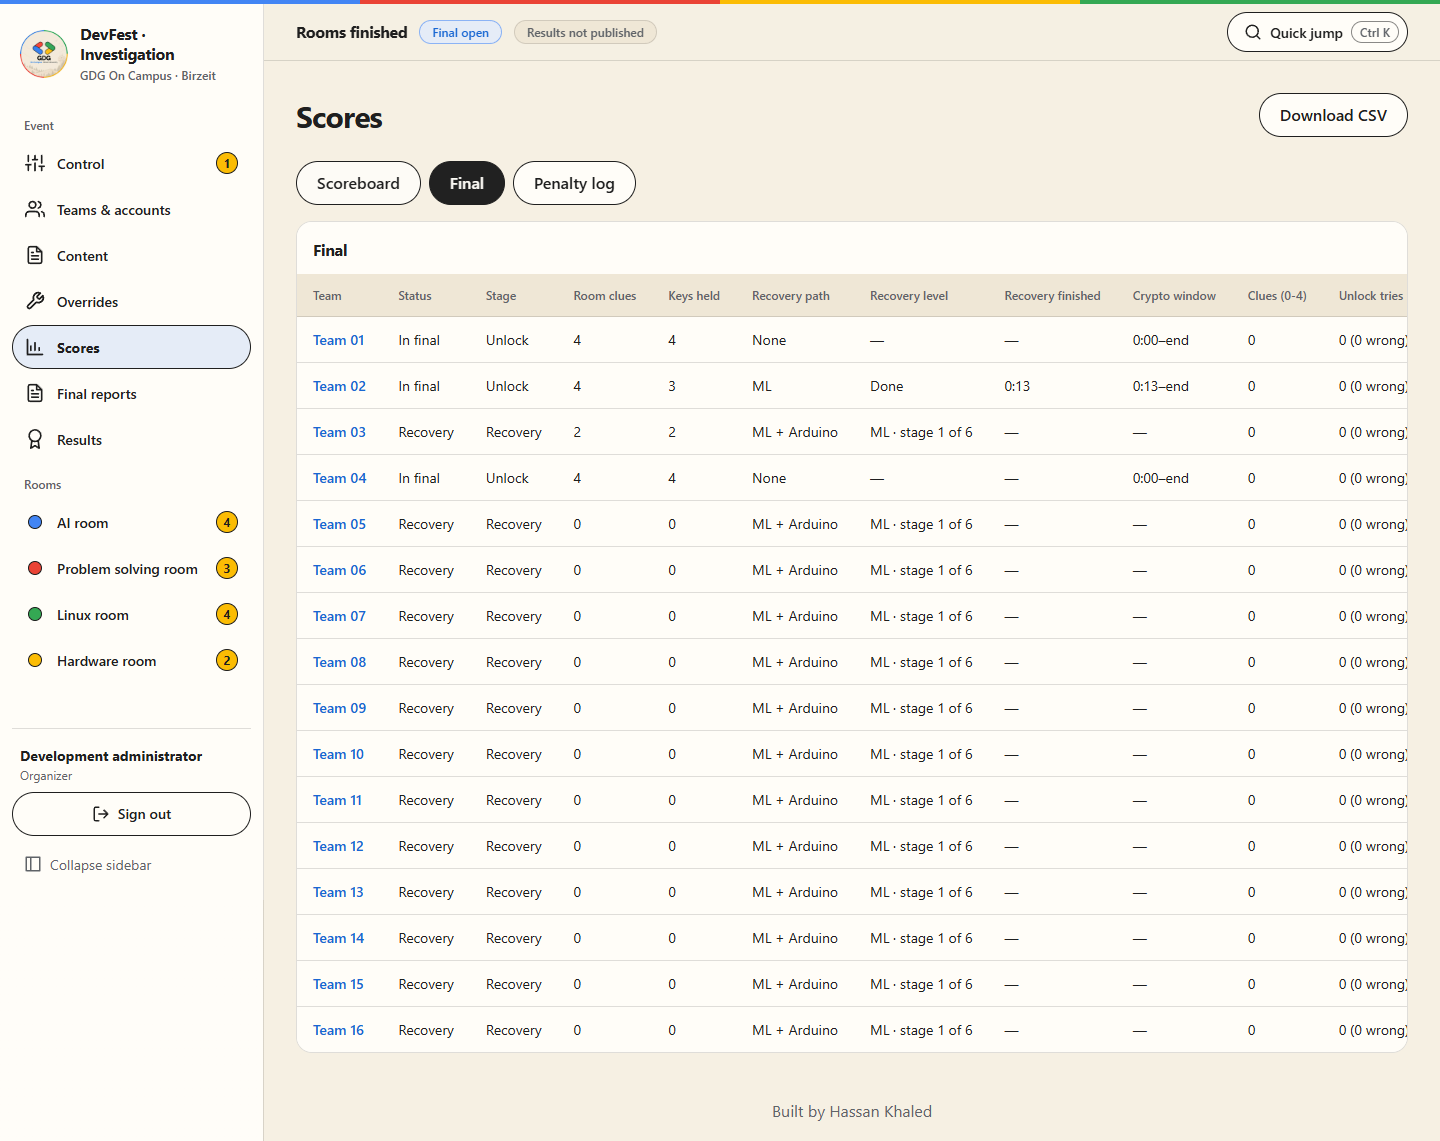 DevFest ·
Investigation
GDG On Campus · Birzeit
GDG
Event
Control 1
Teams & accounts
Content
Overrides
Scores
Final reports
Results
Rooms
AI room 4
Problem solving room 3
Linux room 4
Hardware room 2
Development administrator
Organizer
Sign out
Collapse sidebar
Rooms finished Final open Results not published Quick jump Ctrl K
Scores Download CSV
Scoreboard Final Penalty log
Final
Team Status Stage Room clues Keys held Recovery path Recovery level Recovery finished Crypto window Clues (0-4) Unlock tries
Team 01 In final Unlock 4 4 None — — 0:00–end 0 0 (0 wrong)
Team 02 In final Unlock 4 3 ML Done 0:13 0:13–end 0 0 (0 wrong)
Team 03 Recovery Recovery 2 2 ML + Arduino ML · stage 1 of 6 — — 0 0 (0 wrong)
Team 04 In final Unlock 4 4 None — — 0:00–end 0 0 (0 wrong)
Team 05 Recovery Recovery 0 0 ML + Arduino ML · stage 1 of 6 — — 0 0 (0 wrong)
Team 06 Recovery Recovery 0 0 ML + Arduino ML · stage 1 of 6 — — 0 0 (0 wrong)
Team 07 Recovery Recovery 0 0 ML + Arduino ML · stage 1 of 6 — — 0 0 (0 wrong)
Team 08 Recovery Recovery 0 0 ML + Arduino ML · stage 1 of 6 — — 0 0 (0 wrong)
Team 09 Recovery Recovery 0 0 ML + Arduino ML · stage 1 of 6 — — 0 0 (0 wrong)
Team 10 Recovery Recovery 0 0 ML + Arduino ML · stage 1 of 6 — — 0 0 (0 wrong)
Team 11 Recovery Recovery 0 0 ML + Arduino ML · stage 1 of 6 — — 0 0 (0 wrong)
Team 12 Recovery Recovery 0 0 ML + Arduino ML · stage 1 of 6 — — 0 0 (0 wrong)
Team 13 Recovery Recovery 0 0 ML + Arduino ML · stage 1 of 6 — — 0 0 (0 wrong)
Team 14 Recovery Recovery 0 0 ML + Arduino ML · stage 1 of 6 — — 0 0 (0 wrong)
Team 15 Recovery Recovery 0 0 ML + Arduino ML · stage 1 of 6 — — 0 0 (0 wrong)
Team 16 Recovery Recovery 0 0 ML + Arduino ML · stage 1 of 6 — — 0 0 (0 wrong)
Built by Hassan Khaled